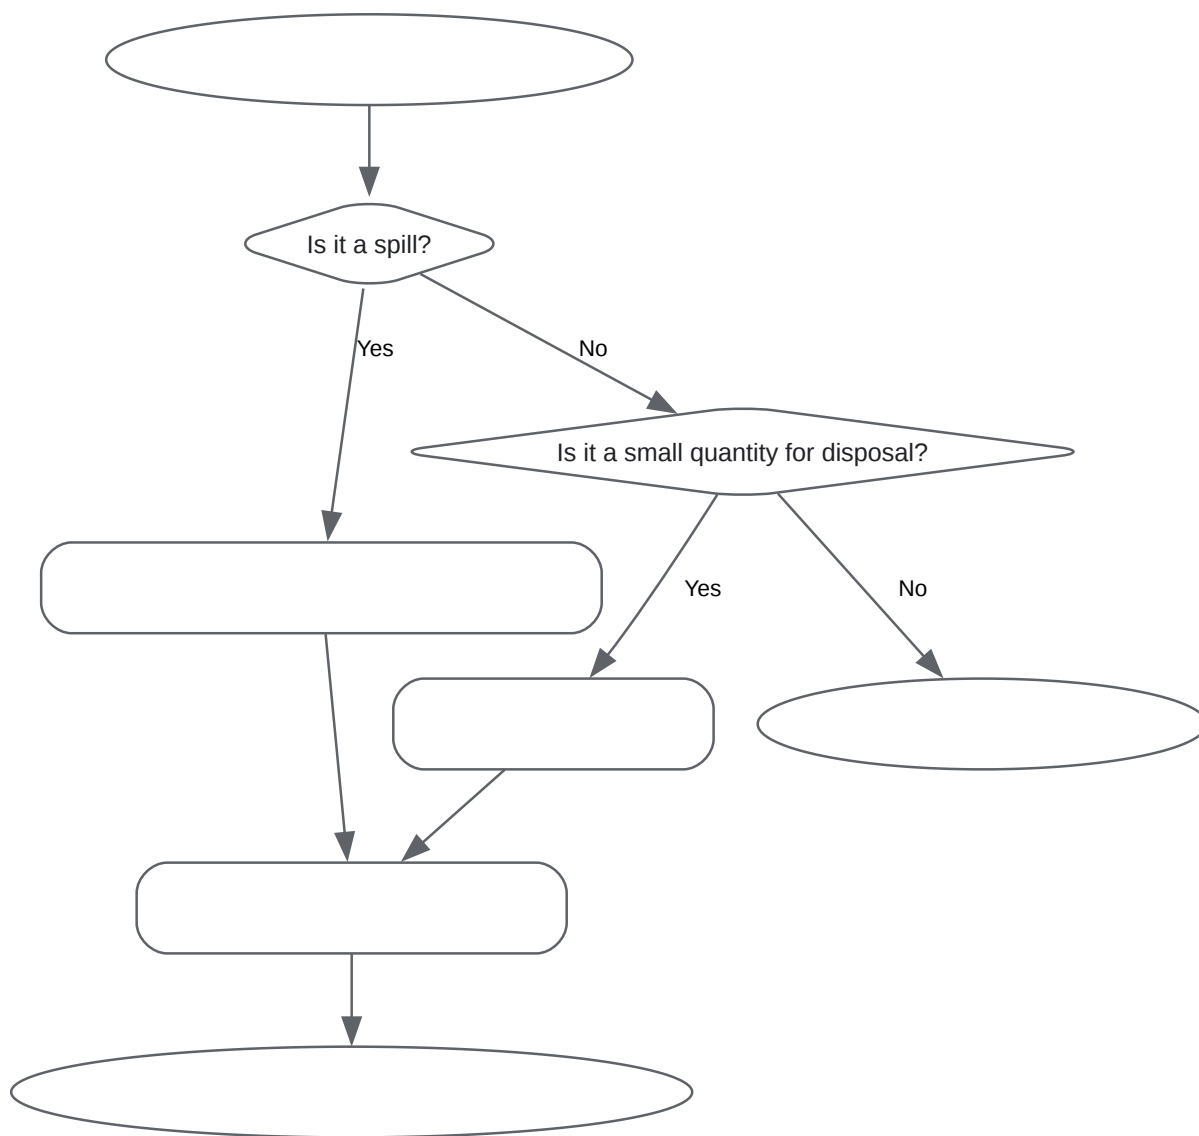 Is it a spill?
Yes
No
Is it a small quantity for disposal?
Yes
No